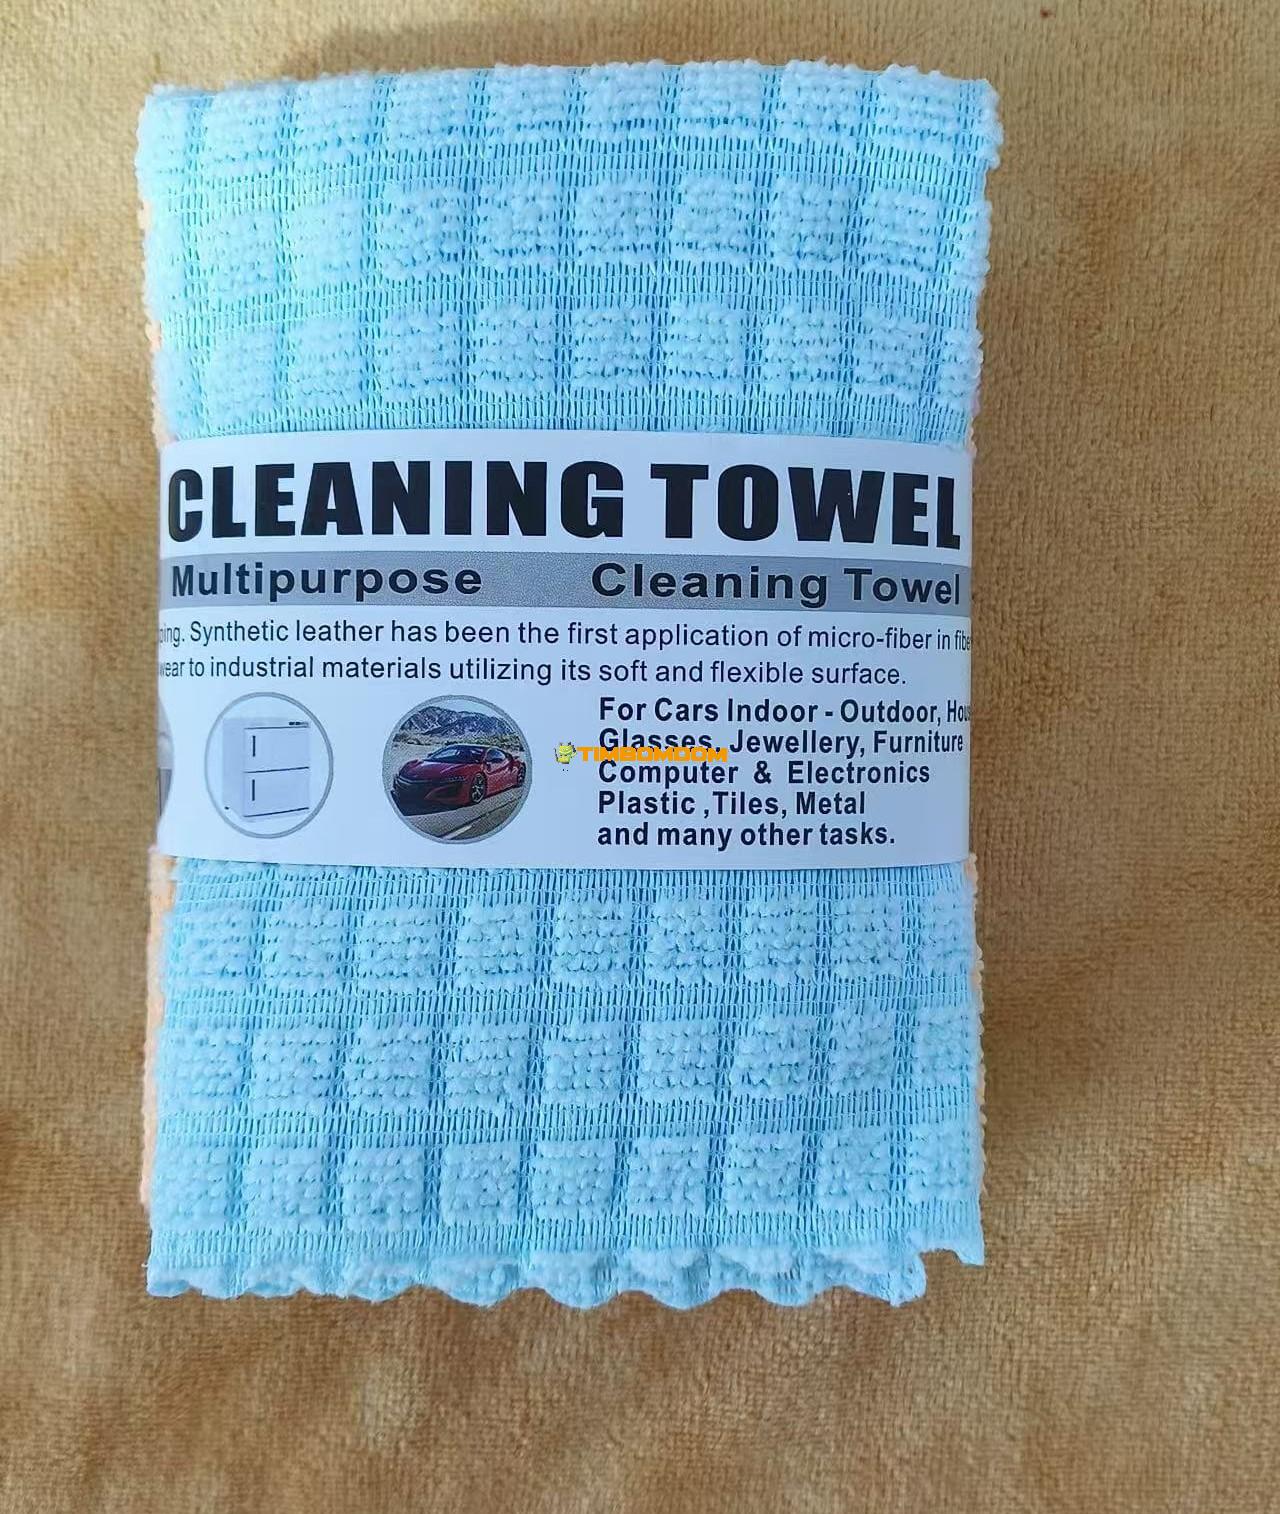 CLEANING TOWEL
Multipurpose Cleaning Towel
Synthetic leather has been the first application of micro-fiber in
wear to industrial materials utilizing its soft and flexible surface.
For Cars Indoor - Outdoor,
Glasses, Jewellery, Furniture
TIMBOMDOM
Computer & Electronics
Plastic ,Tiles, Metal
and many other tasks.